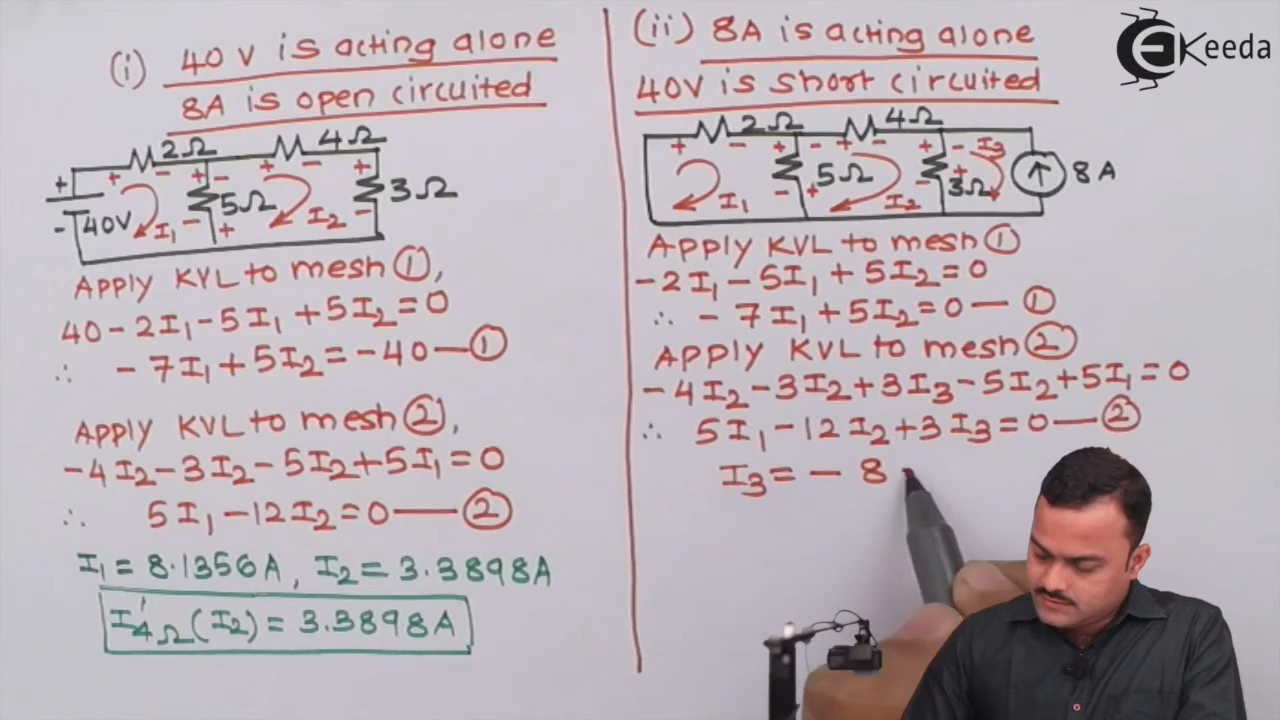 (i) 40 V is acting alone
8A is open circuited
2Ω 4Ω
+ - + - + -
40V 5Ω 3Ω
I₁ I₂
Apply KVL to mesh ①,
40 - 2I₁ - 5I₁ + 5I₂ = 0
∴ - 7I₁ + 5I₂ = -40 — ①
Apply KVL to mesh ②,
-4I₂ - 3I₂ - 5I₂ + 5I₁ = 0
∴ 5I₁ - 12I₂ = 0 — ②
I₁ = 8.1356A, I₂ = 3.3898A
I'₄Ω (I₂) = 3.3898A
(ii) 8A is acting alone
40V is short circuited
2Ω 4Ω
I₃
5Ω 3Ω 8A
I₁ I₂
Apply KVL to mesh ①
-2I₁ - 5I₁ + 5I₂ = 0
∴ - 7I₁ + 5I₂ = 0 — ①
Apply KVL to mesh ②
-4I₂ - 3I₂ + 3I₃ - 5I₂ + 5I₁ = 0
∴ 5I₁ - 12I₂ + 3I₃ = 0 — ②
I₃ = - 8
EKeeda